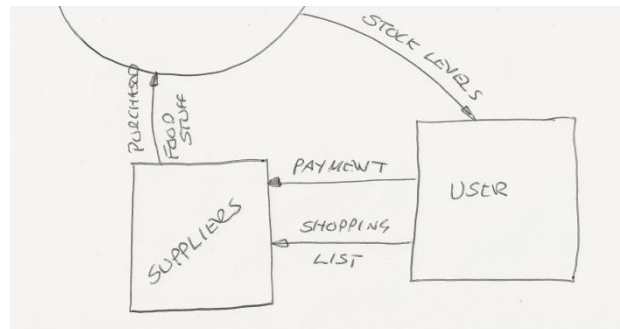 STOCK LEVELS
PURCHASED
FOOD
STUFF
PAYMENT
USER
SHOPPING
LIST
SUPPLIERS